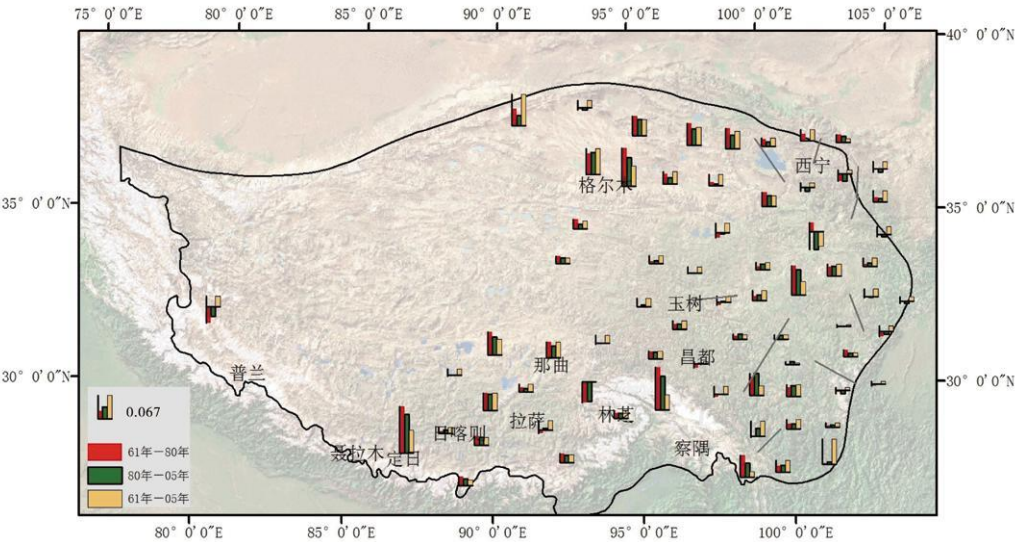 75° 0′0″E 80° 0′0″E 85° 0′0″E 90° 0′0″E 95° 0′0″E 100° 0′0″E 105° 0′0″E
40° 0′0″N
西宁
格尔木
35° 0′0″N 35° 0′0″N
玉树
那曲 昌都
30° 0′0″N 普兰 30° 0′0″N
0.067
拉萨 林芝
日喀则
61年—80年 聂拉木 定日 察隅
80年—05年
61年—05年
80° 0′0″E 85° 0′0″E 90° 0′0″E 95° 0′0″E 100° 0′0″E